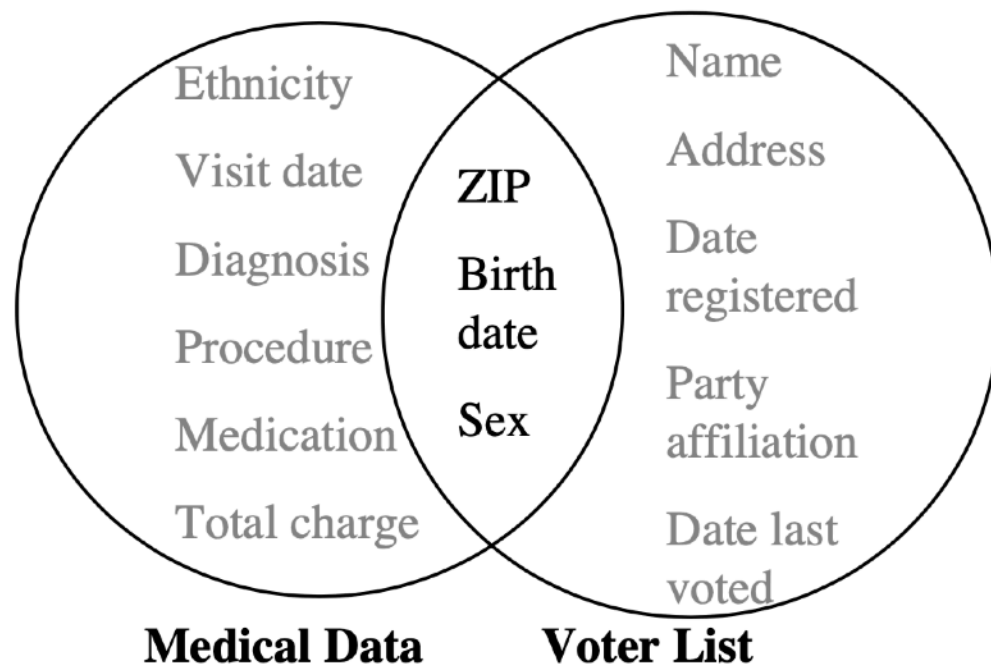 Ethnicity
Visit date
Diagnosis
Procedure
Medication
Total charge
ZIP
Birth
date
Sex
Name
Address
Date
registered
Party
affiliation
Date last
voted
Medical Data
Voter List